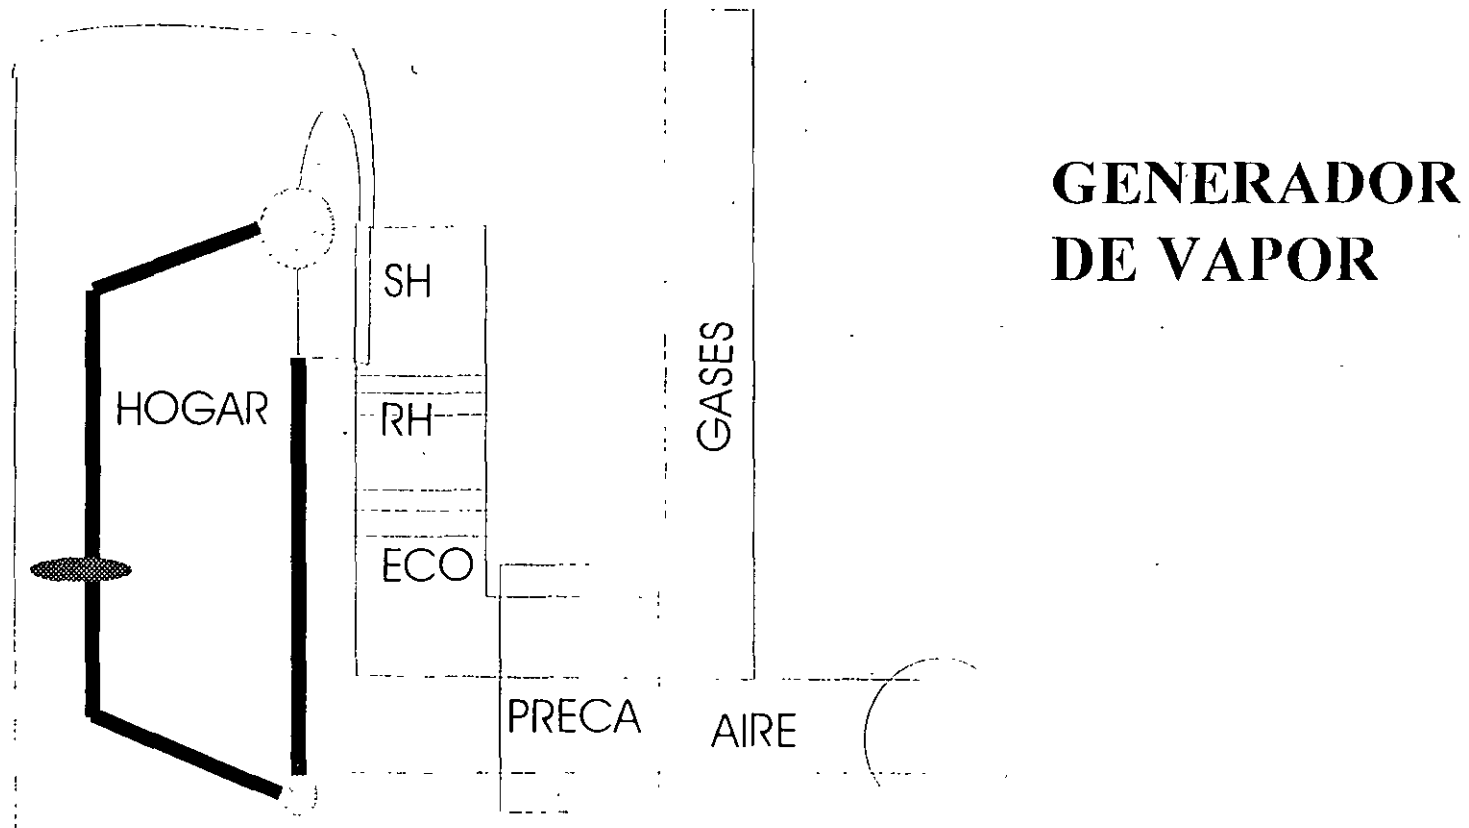 GENERADOR
DE VAPOR
SH
HOGAR
RH
GASES
ECO
PRECA
AIRE